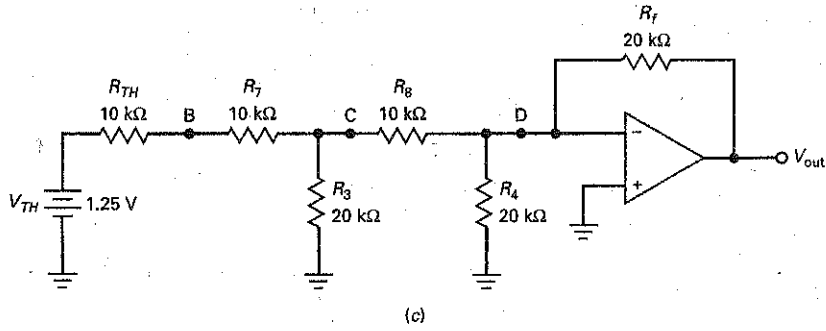 R_f
20 kΩ
R_TH
10 kΩ
B
R_7
10 kΩ
C
R_8
10 kΩ
D
−
+
V_out
V_TH
1.25 V
R_3
20 kΩ
R_4
20 kΩ
(c)